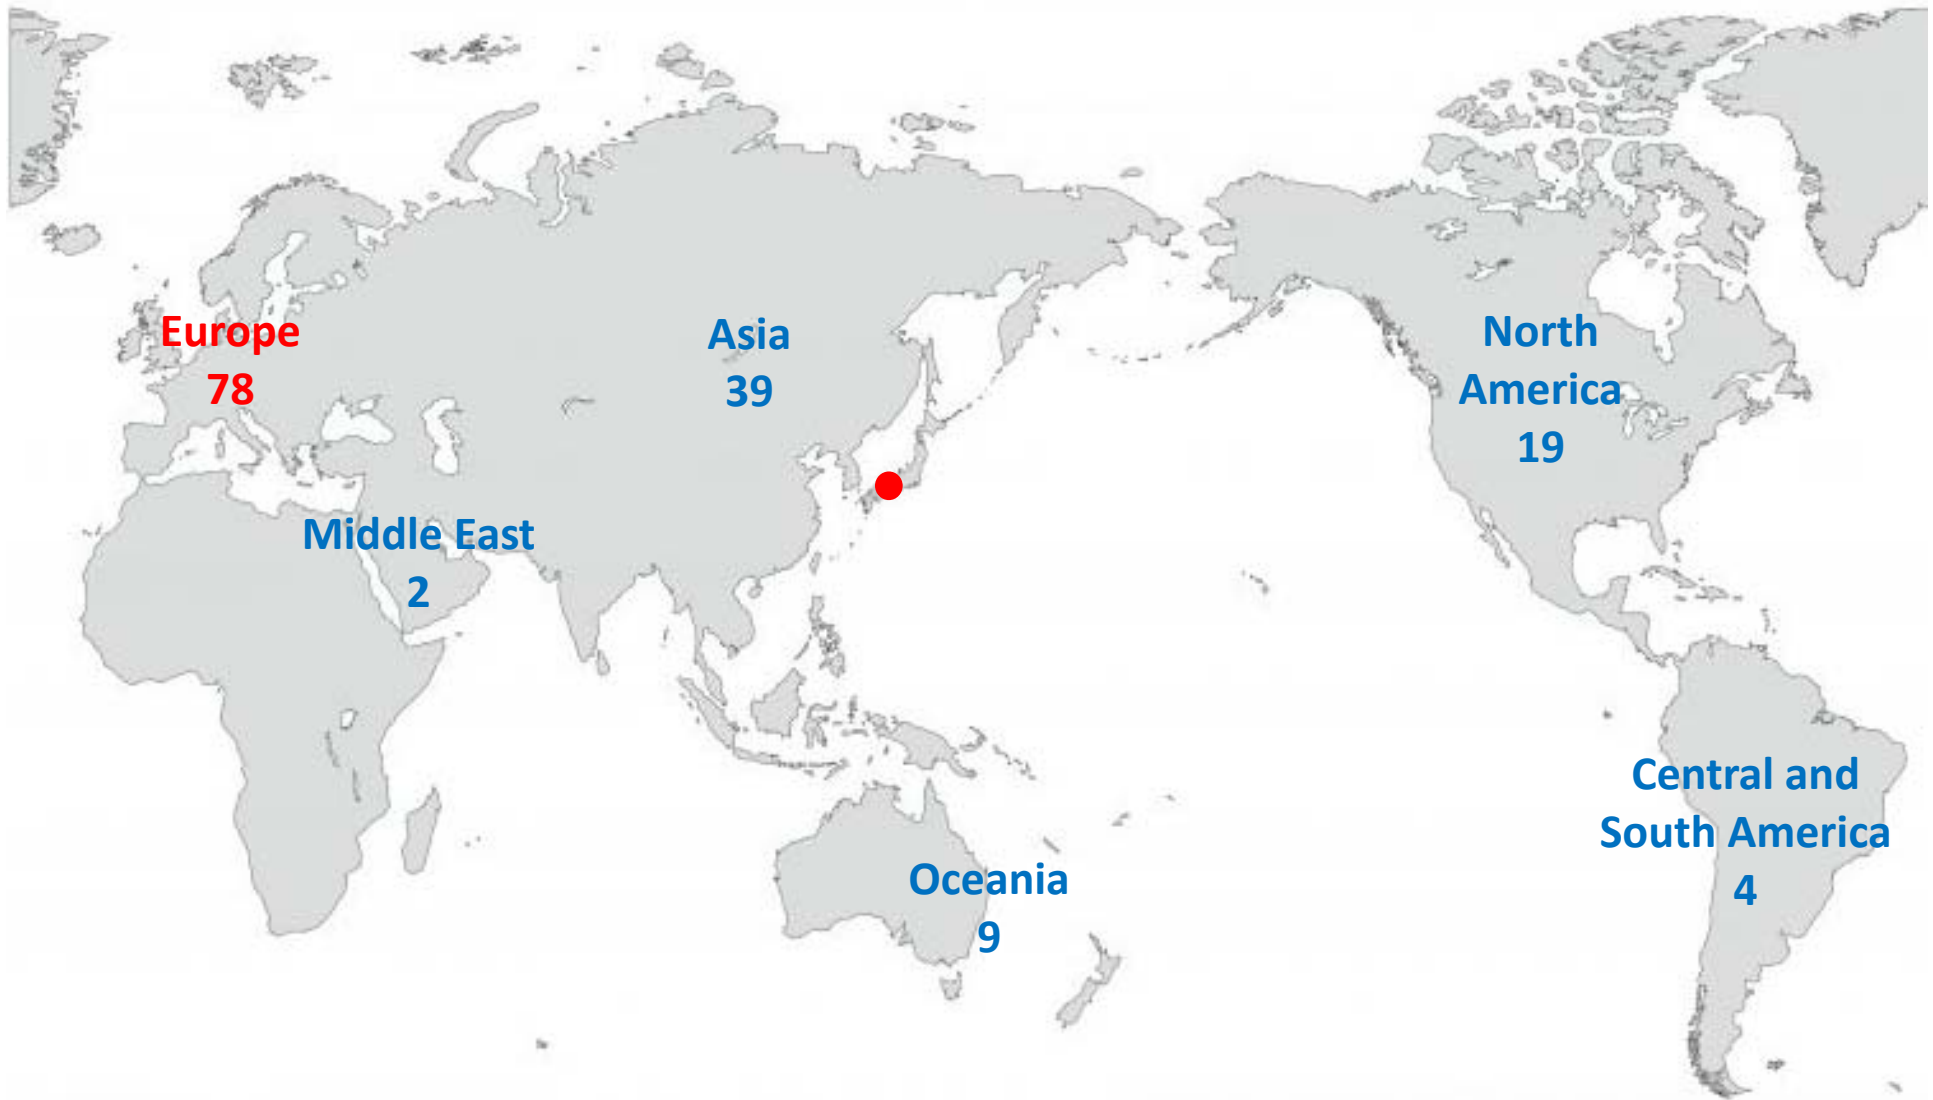 Europe
78
Asia
39
North
America
19
Middle East
2
Central and
South America
4
Oceania
9